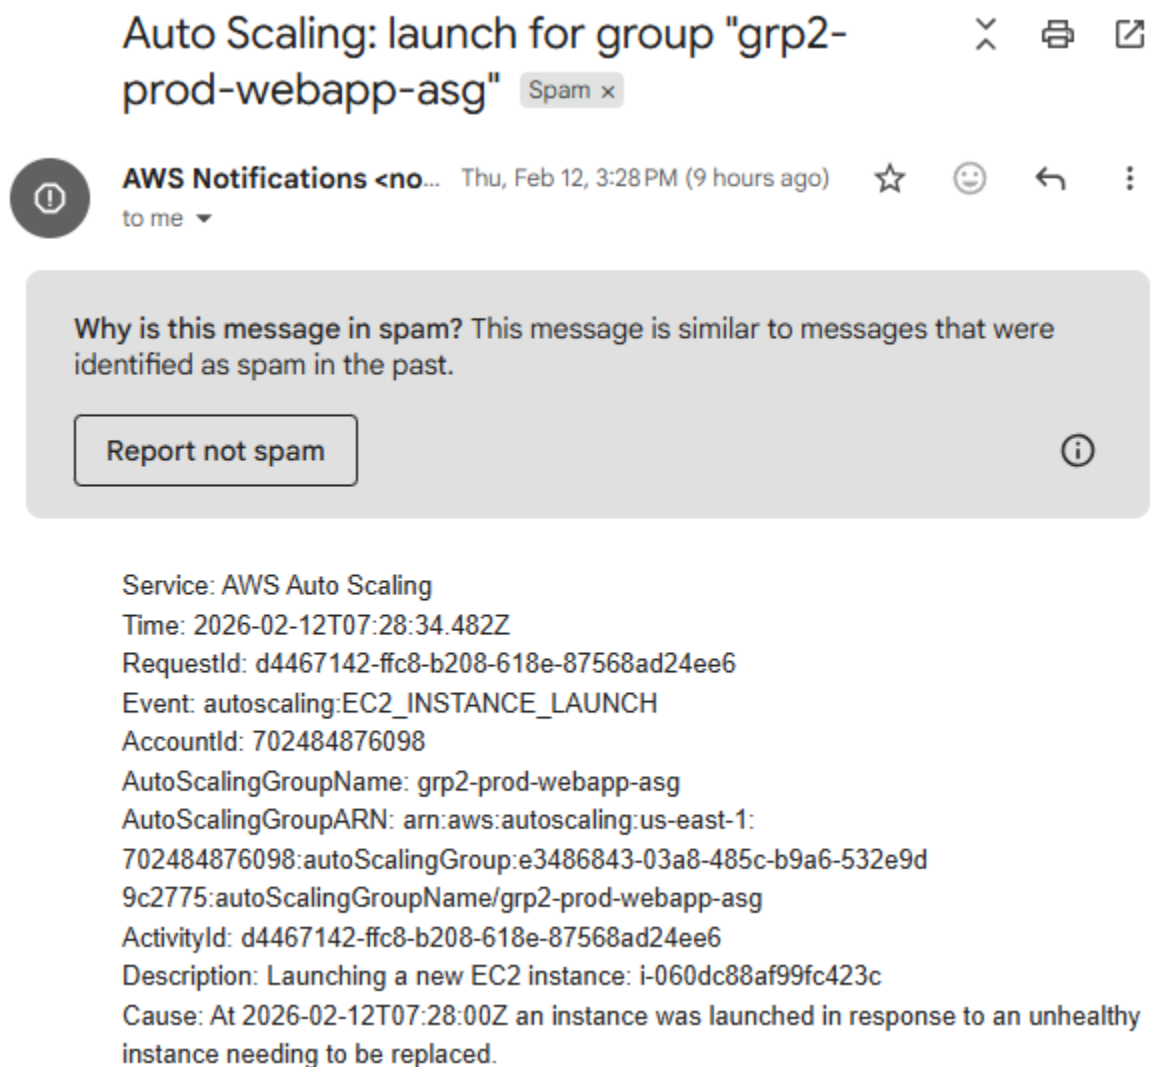 Auto Scaling: launch for group "grp2-
prod-webapp-asg" Spam ×
AWS Notifications <no... Thu, Feb 12, 3:28 PM (9 hours ago)
to me
Why is this message in spam? This message is similar to messages that were
identified as spam in the past.
Report not spam
Service: AWS Auto Scaling
Time: 2026-02-12T07:28:34.482Z
RequestId: d4467142-ffc8-b208-618e-87568ad24ee6
Event: autoscaling:EC2_INSTANCE_LAUNCH
AccountId: 702484876098
AutoScalingGroupName: grp2-prod-webapp-asg
AutoScalingGroupARN: arn:aws:autoscaling:us-east-1:
702484876098:autoScalingGroup:e3486843-03a8-485c-b9a6-532e9d
9c2775:autoScalingGroupName/grp2-prod-webapp-asg
ActivityId: d4467142-ffc8-b208-618e-87568ad24ee6
Description: Launching a new EC2 instance: i-060dc88af99fc423c
Cause: At 2026-02-12T07:28:00Z an instance was launched in response to an unhealthy
instance needing to be replaced.